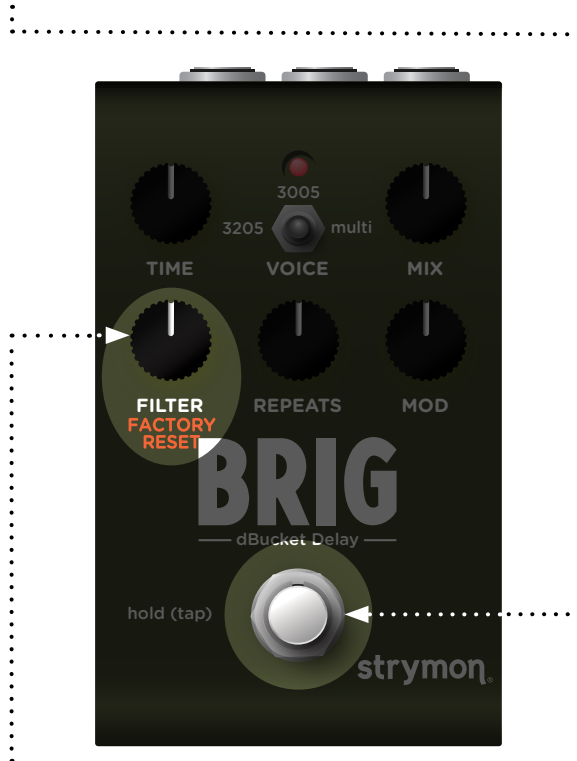 3005
3205
multi
TIME
VOICE
MIX
FILTER
FACTORY
RESET
REPEATS
MOD
BRIG
dBucket Delay
hold (tap)
strymon®